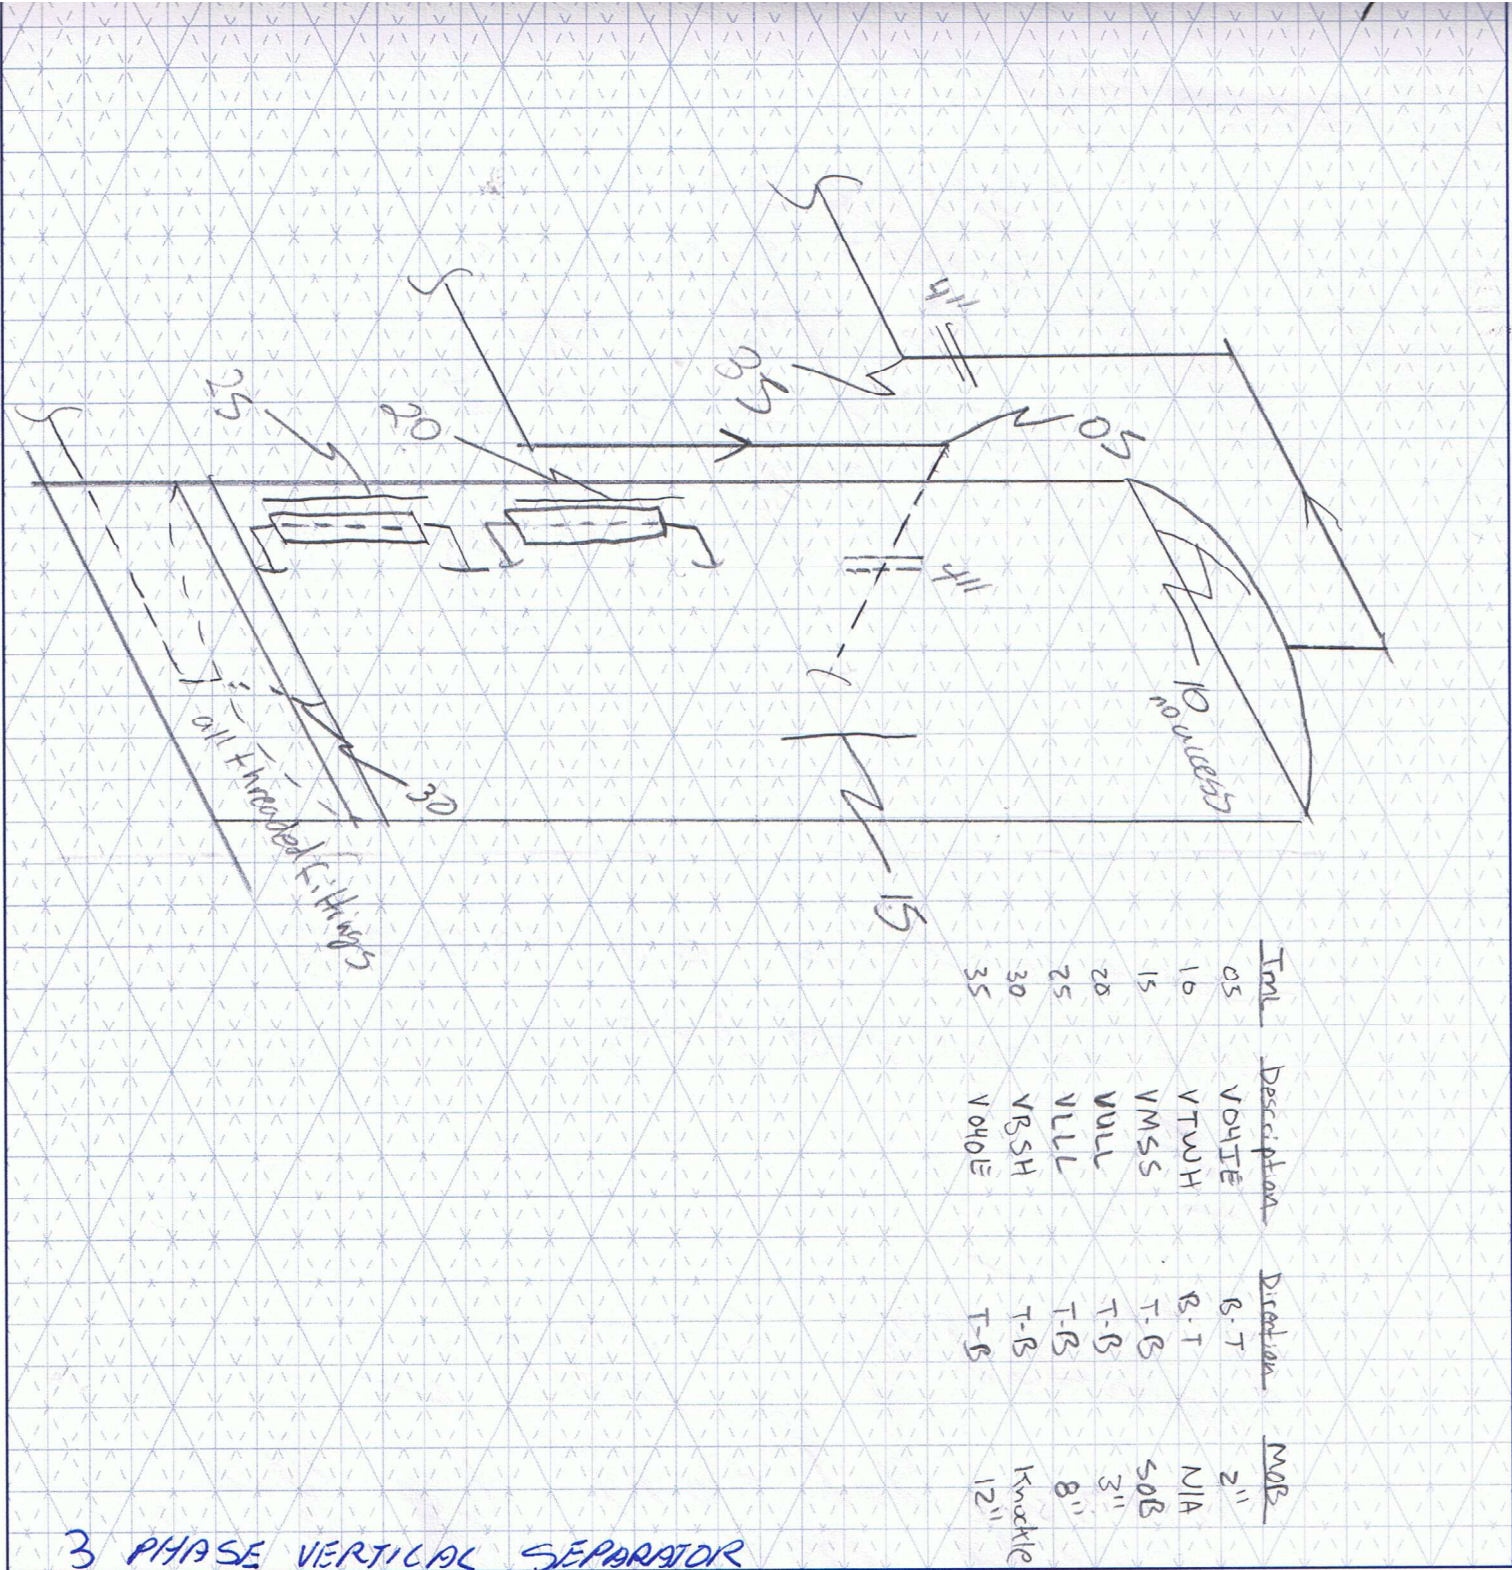 Tml Description Direction MOB
05 V04IE B-T 2"
10 VTWH B-T N/A
15 VMSS T-B SOB
20 VULL T-B 3"
25 VLLL T-B 8"
30 VBSH T-B Knuckle
35 V04OE T-B 12"
4"
35
05
25
20
4"
10
no access
30
all threaded fittings
15
3 PHASE VERTICAL SEPARATOR